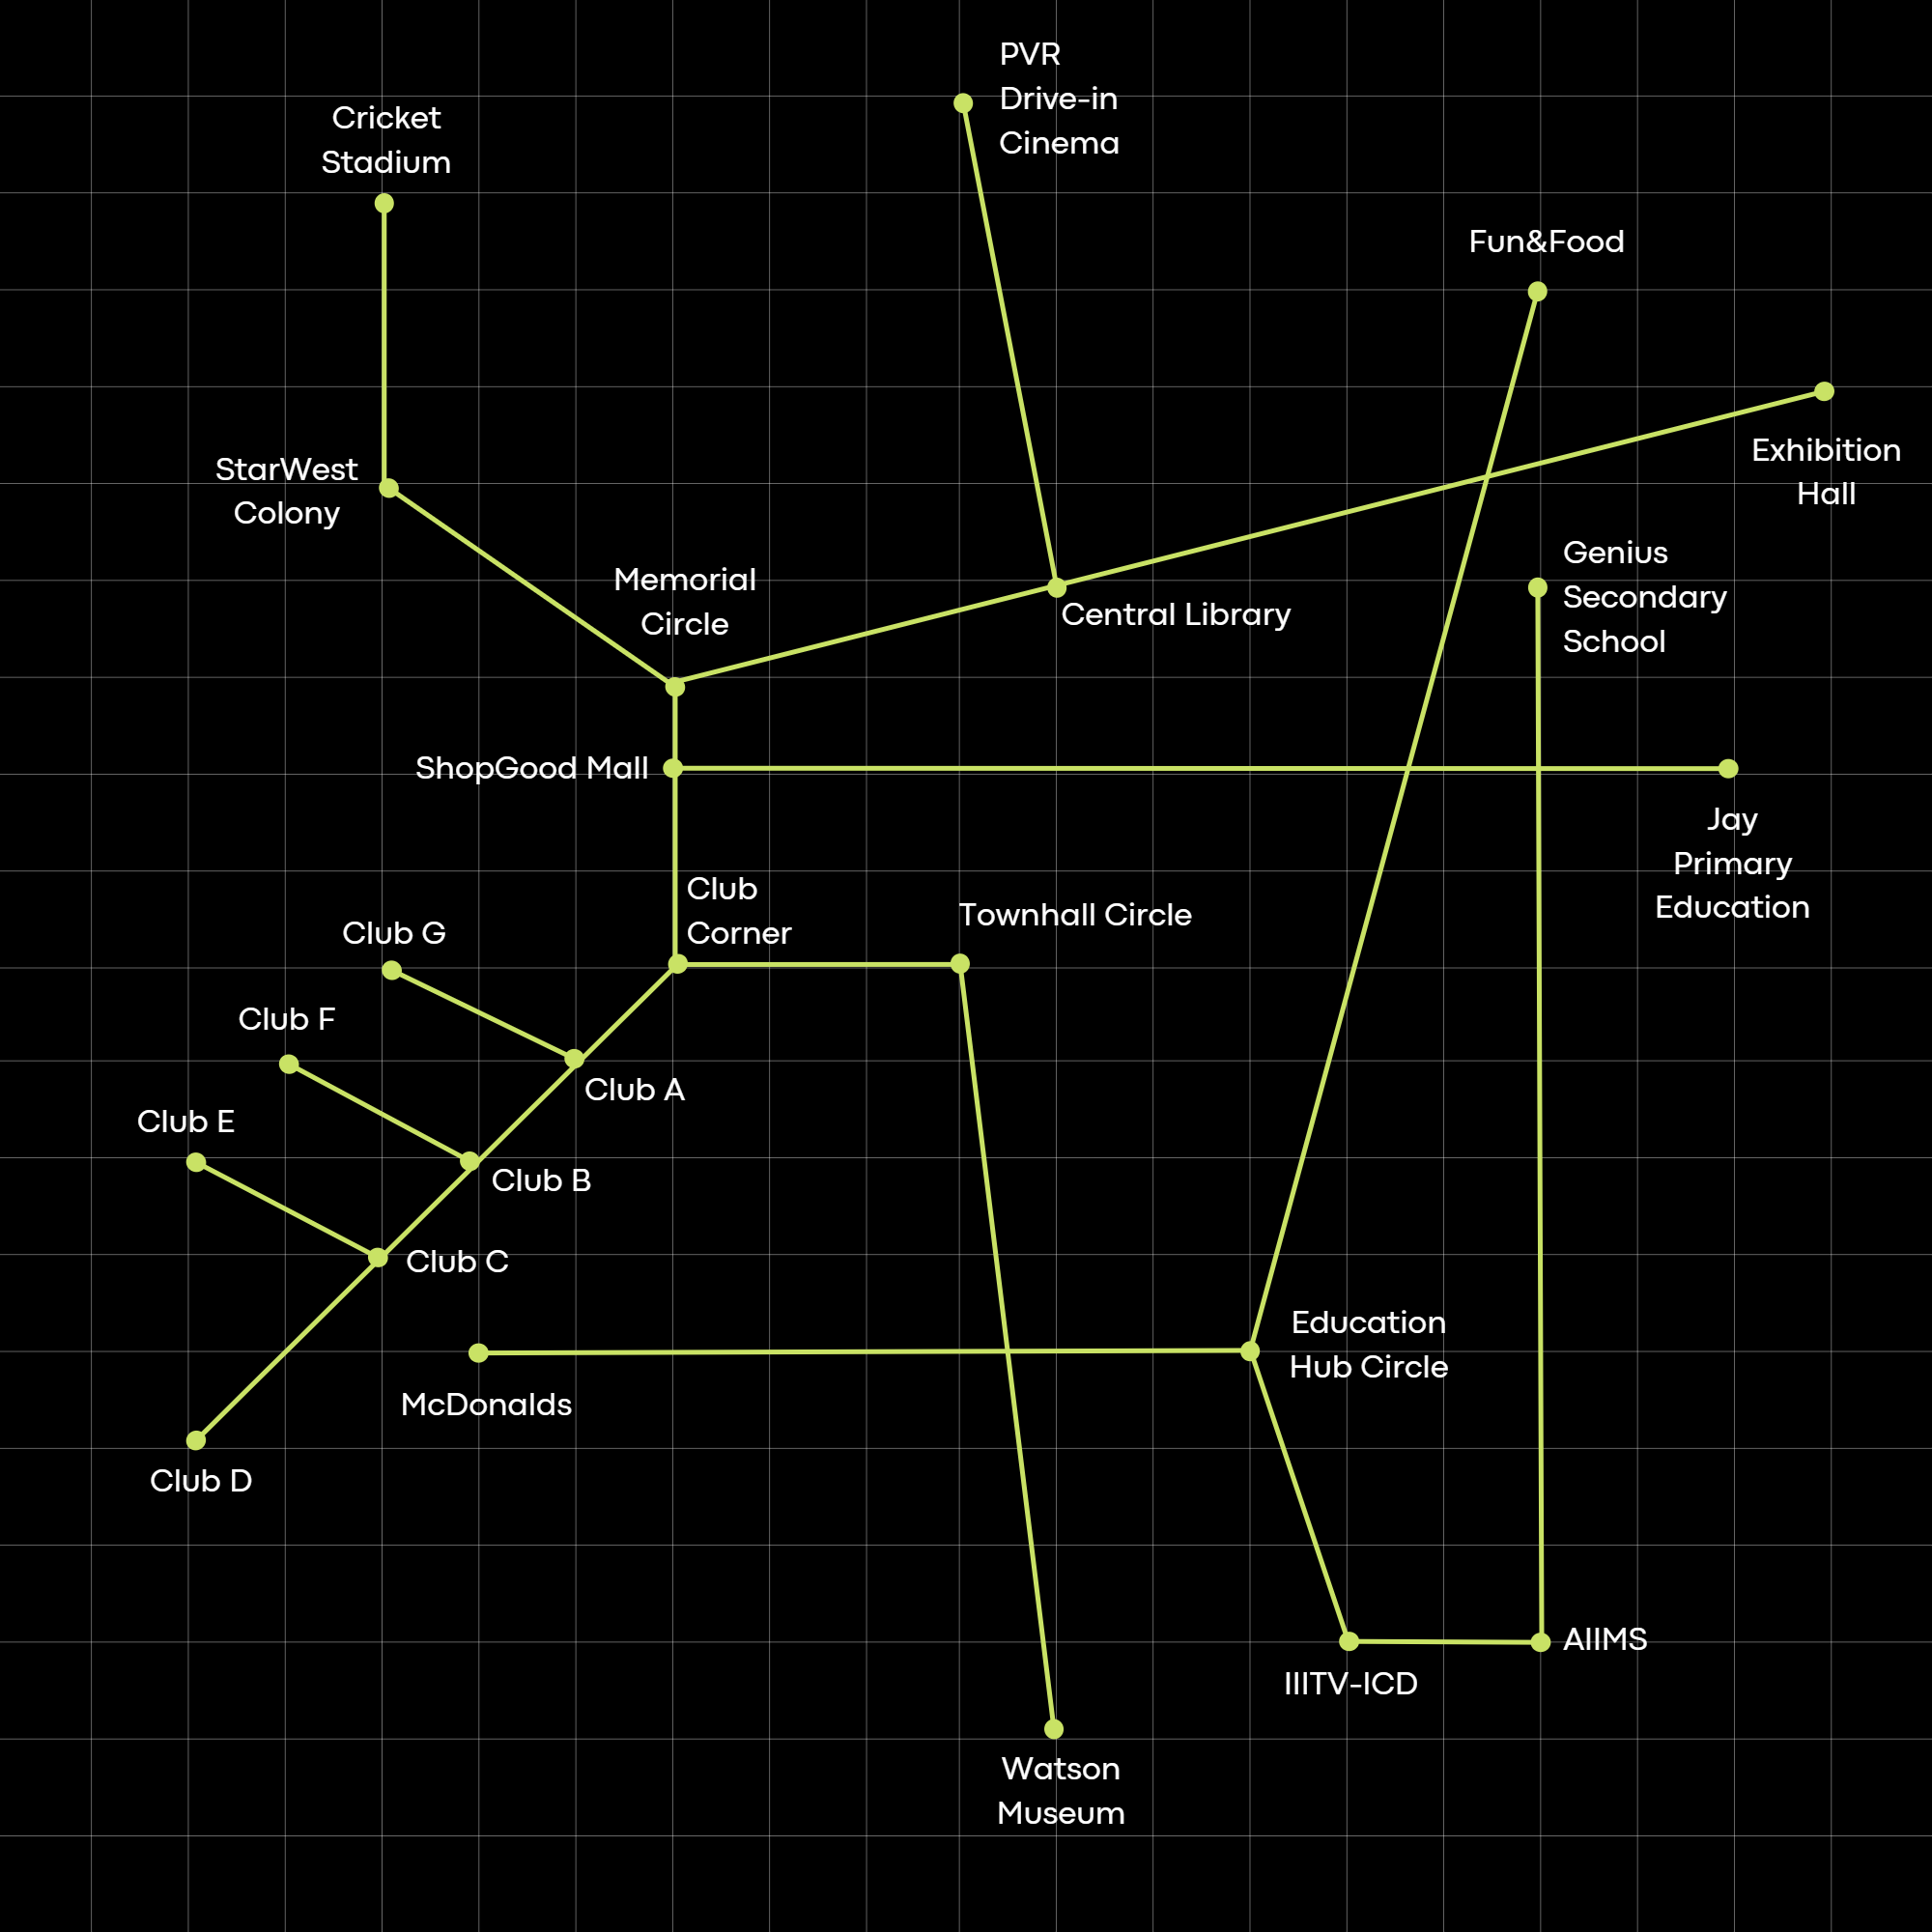 PVR
Drive-in
Cinema
Cricket
Stadium
Fun&Food
Exhibition
Hall
StarWest
Colony
Genius
Secondary
School
Memorial
Circle
Central Library
ShopGood Mall
Jay
Primary
Education
Club
Corner
Townhall Circle
Club G
Club F
Club A
Club E
Club B
Club C
Education
Hub Circle
McDonalds
Club D
AIIMS
IIITV-ICD
Watson
Museum